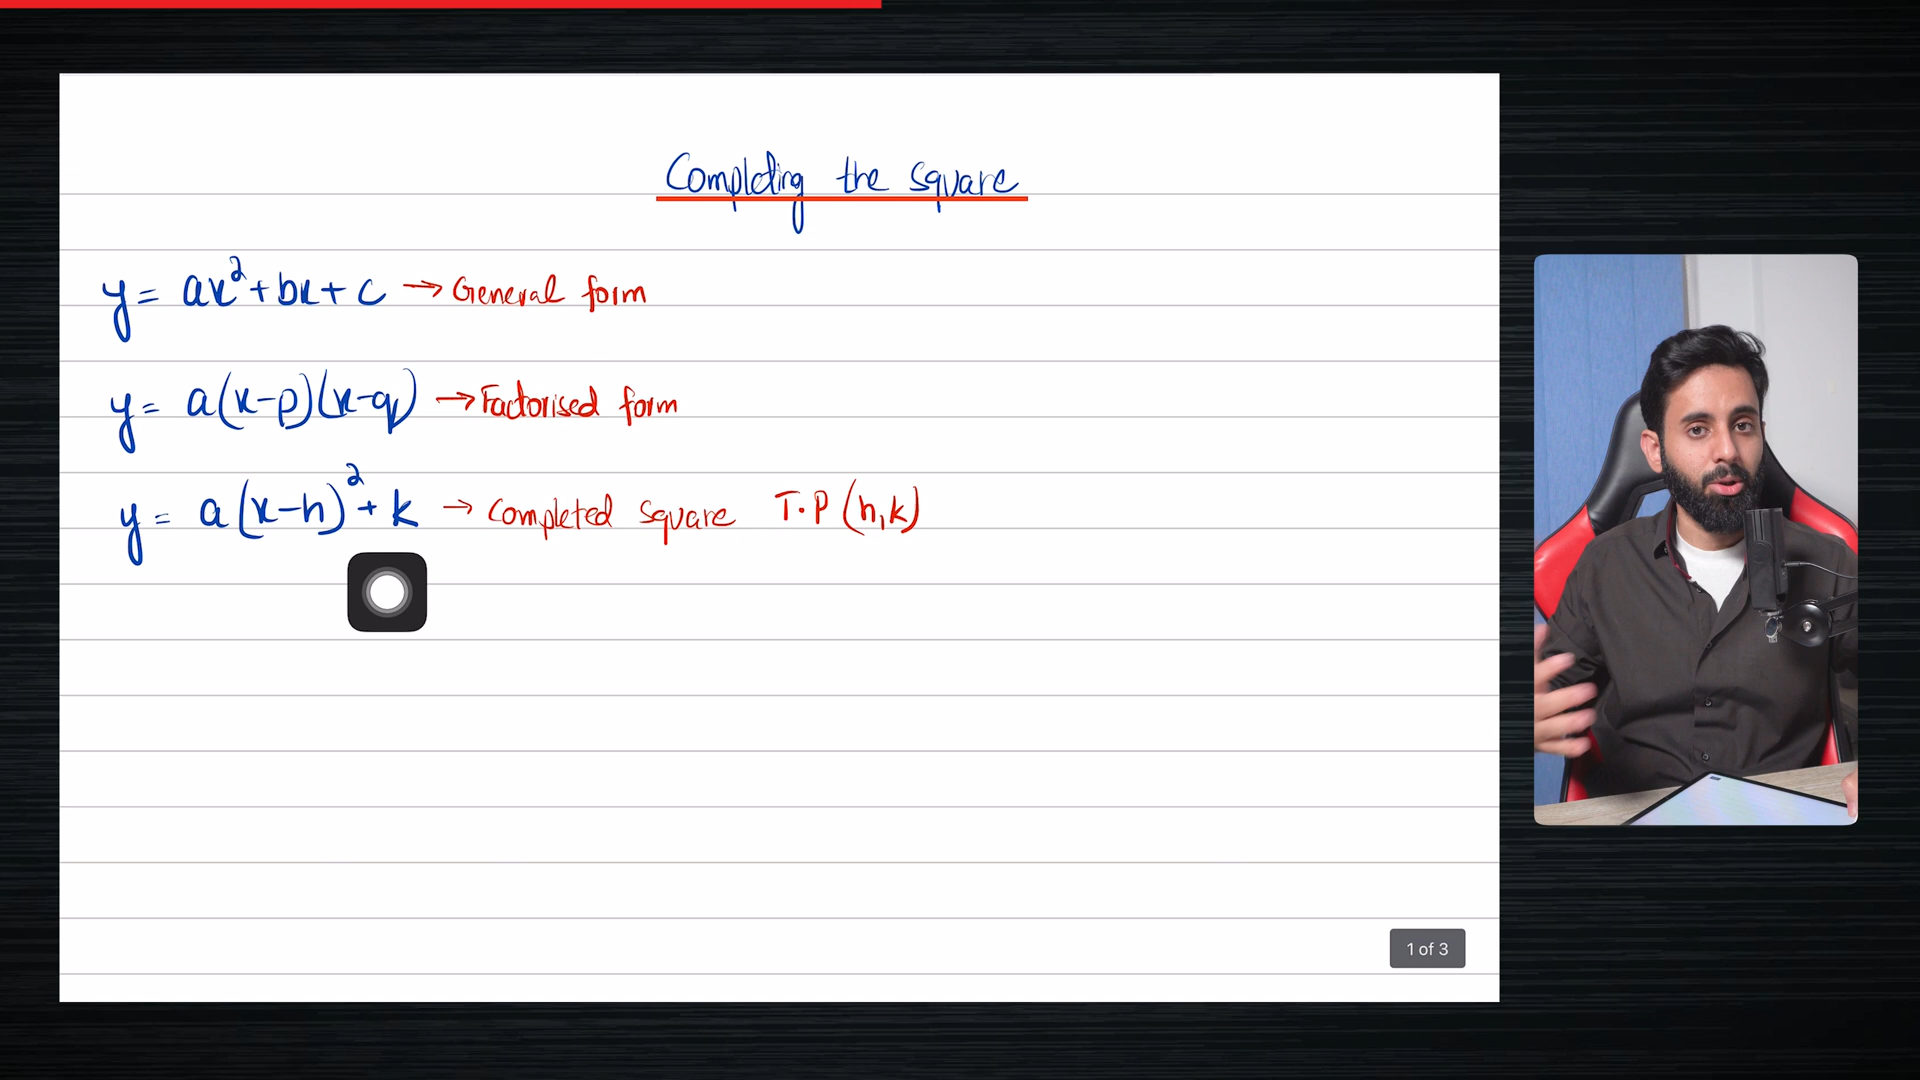 Completing the square
y = ax² + bx + c → General form
y = a(x-p)(x-q) → Factorised form
y = a(x-h)² + k → Completed square T.P (h,k)
1 of 3